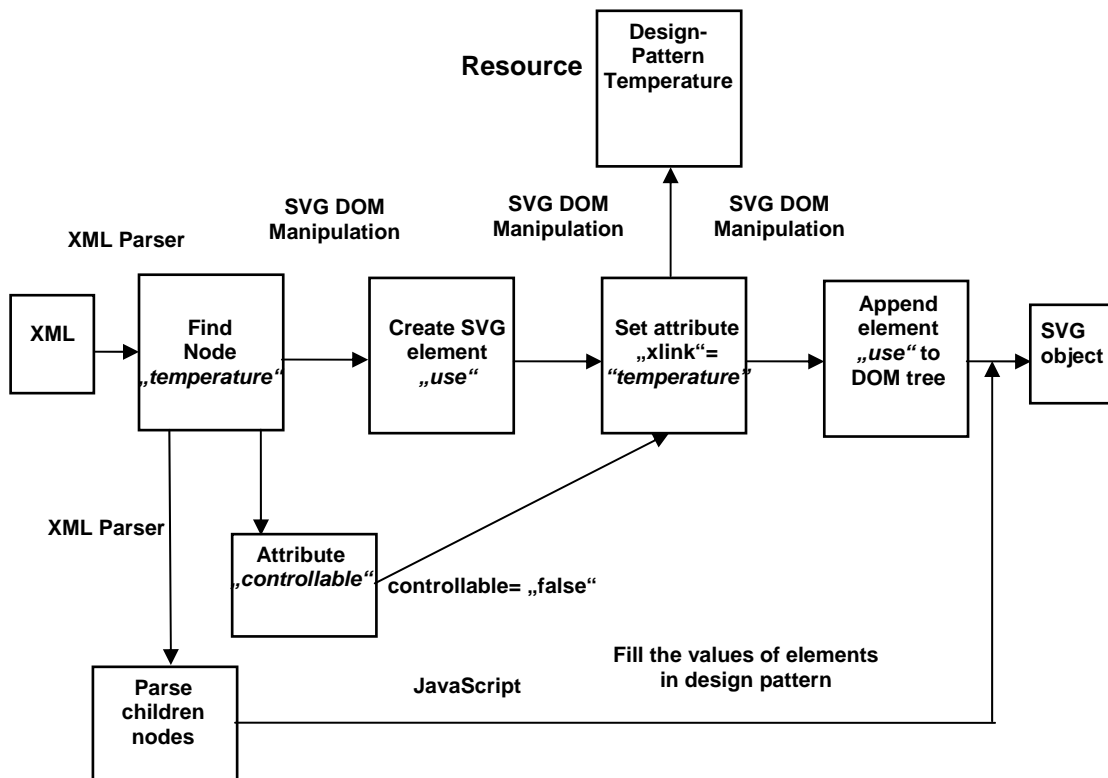 Design-
Pattern
Temperature
Resource
SVG DOM
Manipulation
SVG DOM
Manipulation
SVG DOM
Manipulation
XML Parser
XML
Find
Node
„temperature“
Create SVG
element
„use“
Set attribute
„xlink“=
“temperature”
Append
element
„use“ to
DOM tree
SVG
object
XML Parser
Attribute
„controllable“
controllable= „false“
Parse
children
nodes
JavaScript
Fill the values of elements
in design pattern